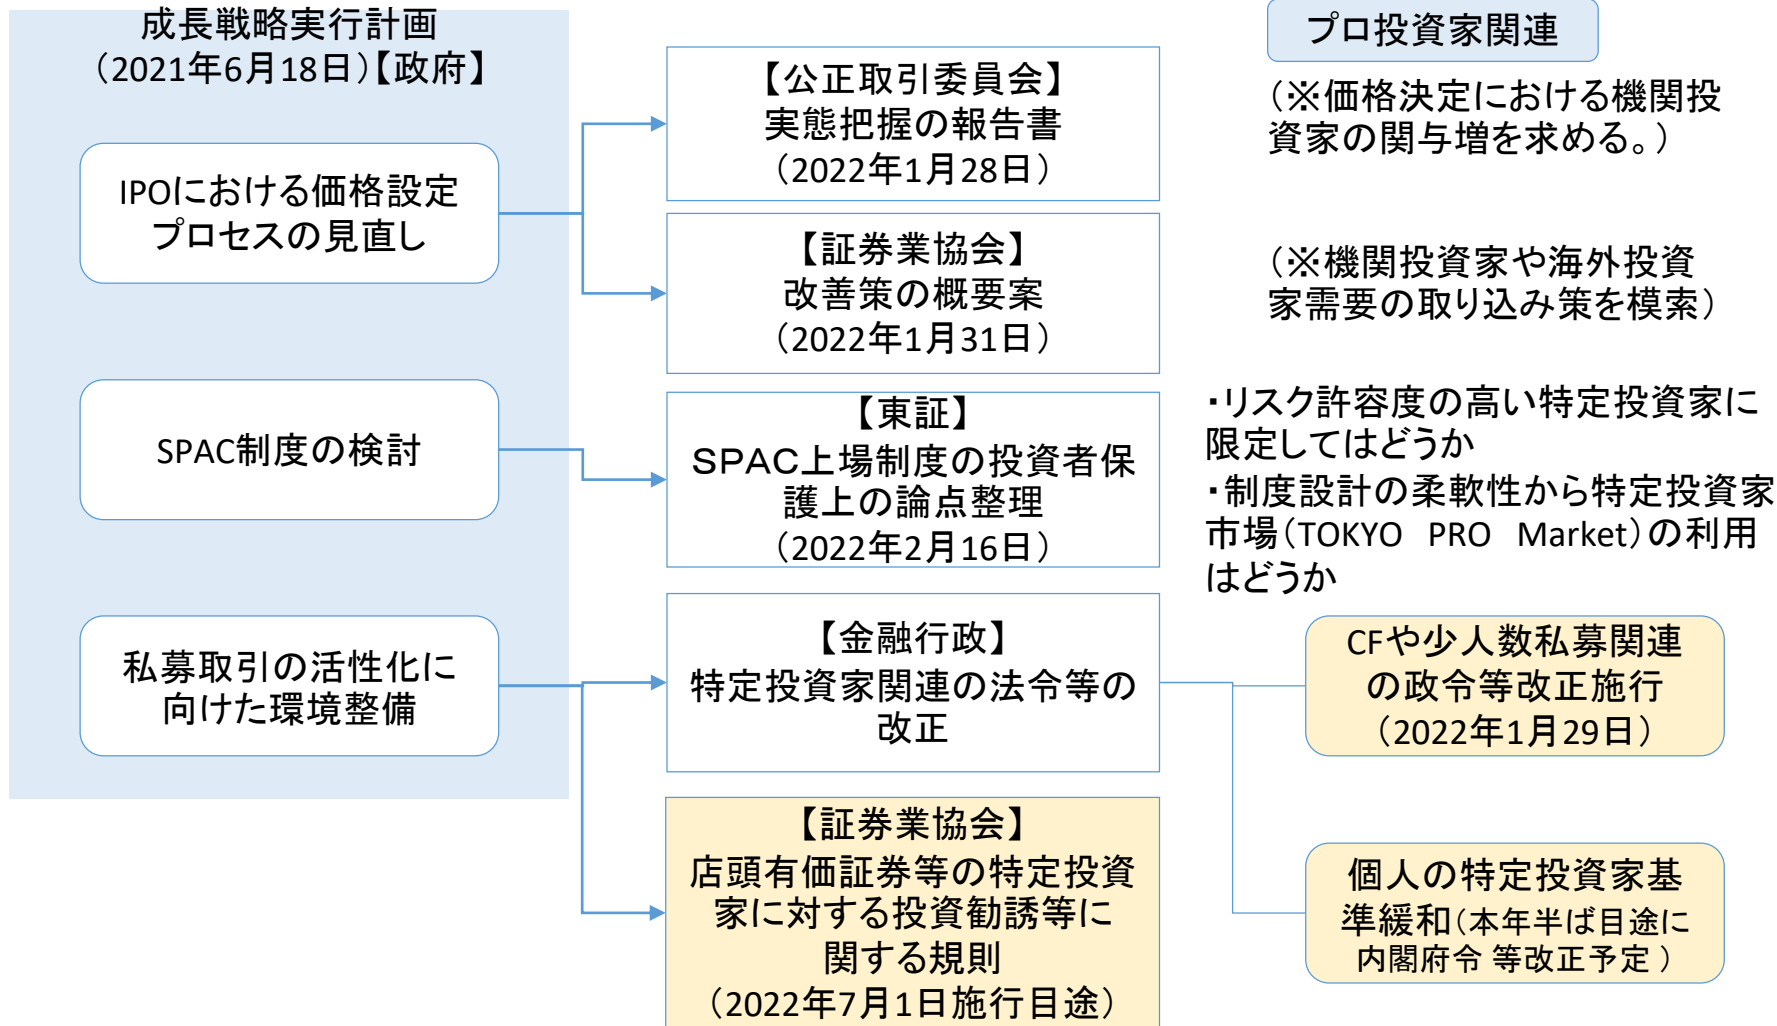 成長戦略実行計画
（2021年6月18日）【政府】
IPOにおける価格設定
プロセスの見直し
SPAC制度の検討
私募取引の活性化に
向けた環境整備
【公正取引委員会】
実態把握の報告書
（2022年1月28日）
【証券業協会】
改善策の概要案
（2022年1月31日）
【東証】
ＳＰＡＣ上場制度の投資者保
護上の論点整理
（2022年2月16日）
【金融行政】
特定投資家関連の法令等の
改正
【証券業協会】
店頭有価証券等の特定投資
家に対する投資勧誘等に
関する規則
（2022年7月1日施行目途）
プロ投資家関連
（※価格決定における機関投
資家の関与増を求める。）
（※機関投資家や海外投資
家需要の取り込み策を模索）
・リスク許容度の高い特定投資家に
限定してはどうか
・制度設計の柔軟性から特定投資家
市場（TOKYO　PRO　Market）の利用
はどうか
CFや少人数私募関連
の政令等改正施行
（2022年1月29日）
個人の特定投資家基
準緩和（本年半ば目途に
内閣府令 等改正予定 ）